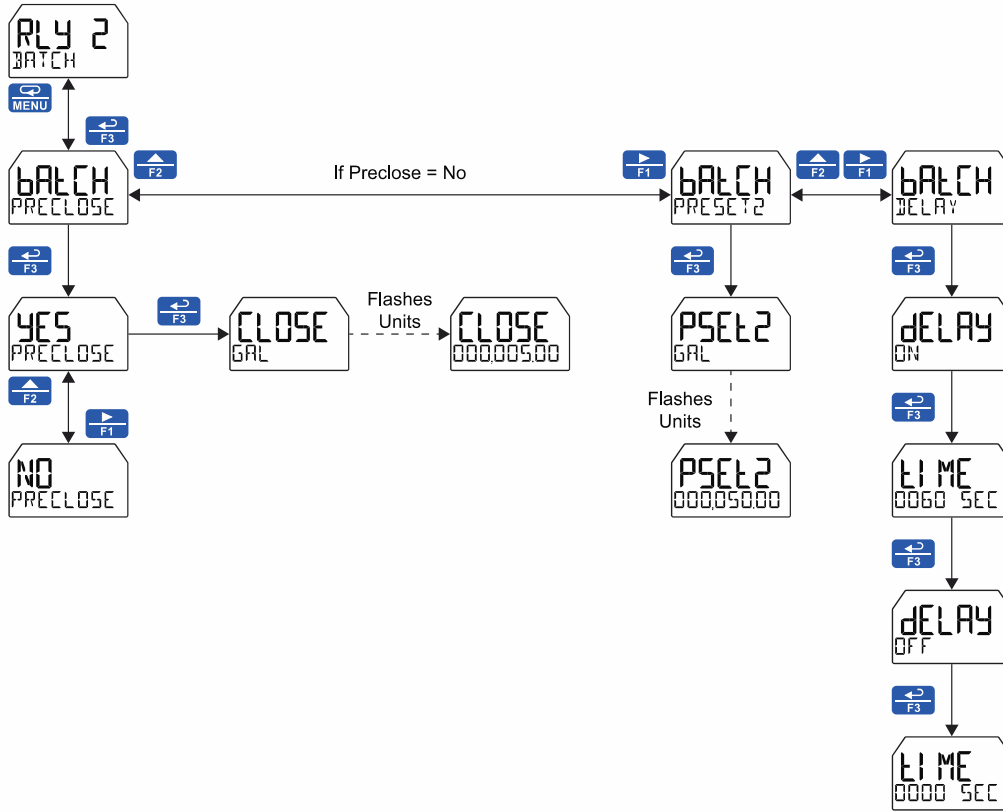 RLY 2
BATCH
MENU
F3
bAtCH
PRECLOSE
F2
If Preclose = No
F1
bAtCH
PRESET2
F2
F1
bAtCH
DELAY
F3
F3
F3
YES
PRECLOSE
F3
CLOSE
GAL
Flashes
Units
CLOSE
000,005.00
PSEt2
GAL
dELAY
ON
F2
F1
Flashes
Units
F3
NO
PRECLOSE
PSEt2
000,050.00
tIME
0060 SEC
F3
dELAY
OFF
F3
tIME
0000 SEC